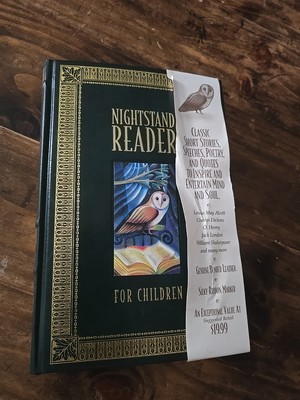 NIGHTSTAND
READER
FOR CHILDREN
CLASSIC
SHORT STORIES,
SPEECHES, POETRY,
AND QUOTES
TO INSPIRE AND
ENTERTAIN MIND
AND SOUL.
Louisa May Alcott
Charles Dickens
O. Henry
Jack London
William Shakespeare
and many more
GENUINE BONDED LEATHER
SILKY RIBBON MARKER
AN EXCEPTIONAL VALUE AT
Suggested Retail
$19.99